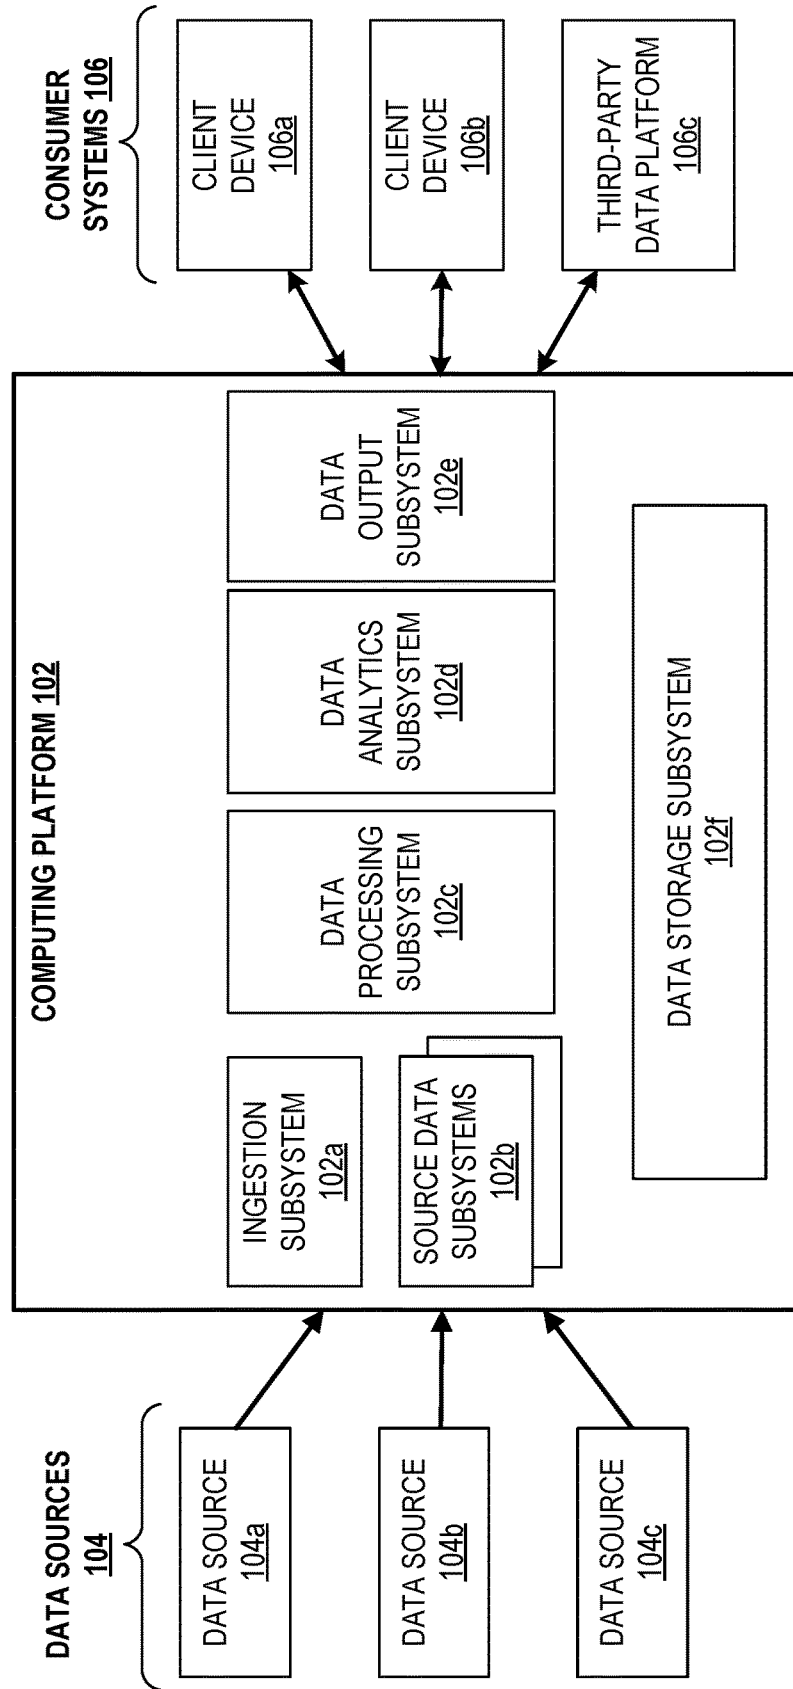 DATA SOURCES
104
DATA SOURCE
104a
DATA SOURCE
104b
DATA SOURCE
104c
COMPUTING PLATFORM 102
INGESTION
SUBSYSTEM
102a
SOURCE DATA
SUBSYSTEMS
102b
DATA
PROCESSING
SUBSYSTEM
102c
DATA
ANALYTICS
SUBSYSTEM
102d
DATA
OUTPUT
SUBSYSTEM
102e
DATA STORAGE SUBSYSTEM
102f
CONSUMER
SYSTEMS 106
CLIENT
DEVICE
106a
CLIENT
DEVICE
106b
THIRD-PARTY
DATA PLATFORM
106c